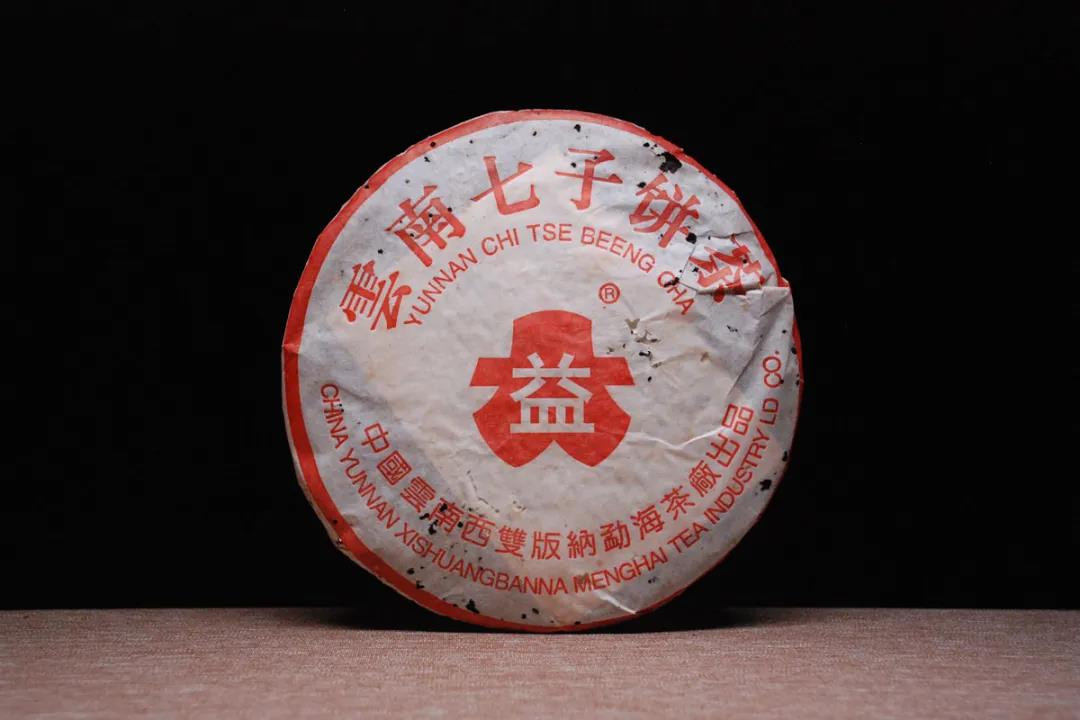 雲南七子饼茶
YUNNAN CHI TSE BEENG CHA
®
益
中國雲南西雙版納勐海茶廠出品
CHINA YUNNAN XISHUANGBANNA MENGHAI TEA INDUSTRY LD CO.